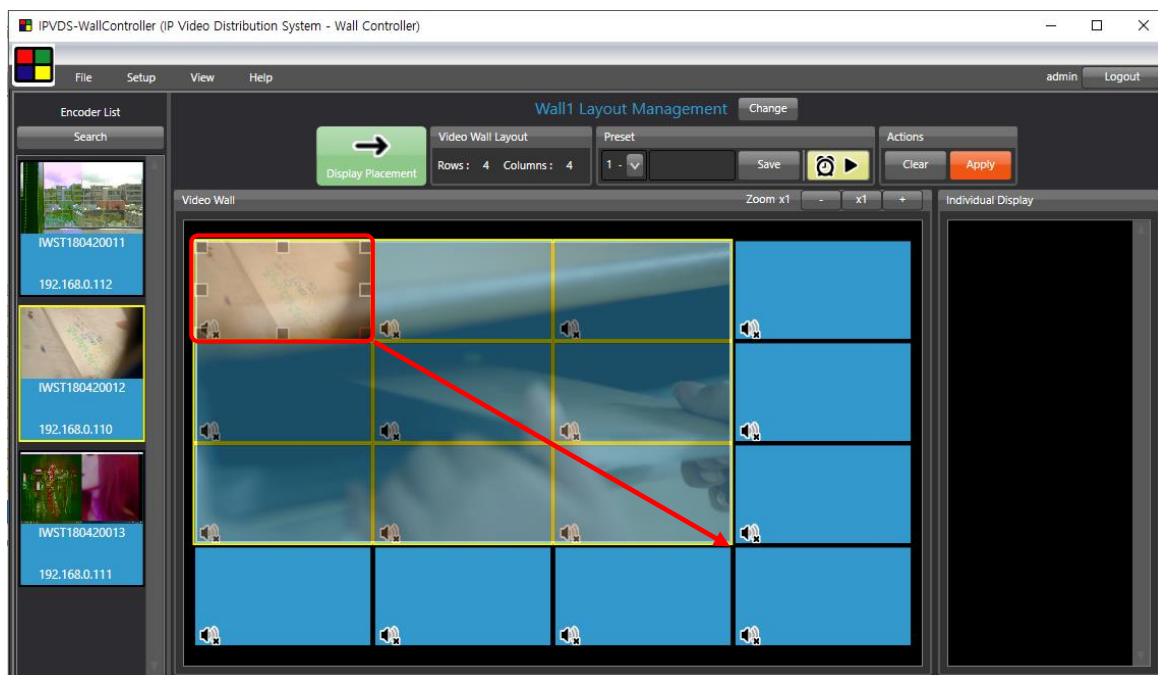 IPVDS-WallController (IP Video Distribution System - Wall Controller)
File Setup View Help admin Logout
Encoder List
Search
IWST180420011
192.168.0.112
IWST180420012
192.168.0.110
IWST180420013
192.168.0.111
Wall1 Layout Management Change
Display Placement
Video Wall Layout
Rows: 4 Columns: 4
Preset
1 -
Save
Actions
Clear Apply
Video Wall
Zoom x1 - x1 +
Individual Display